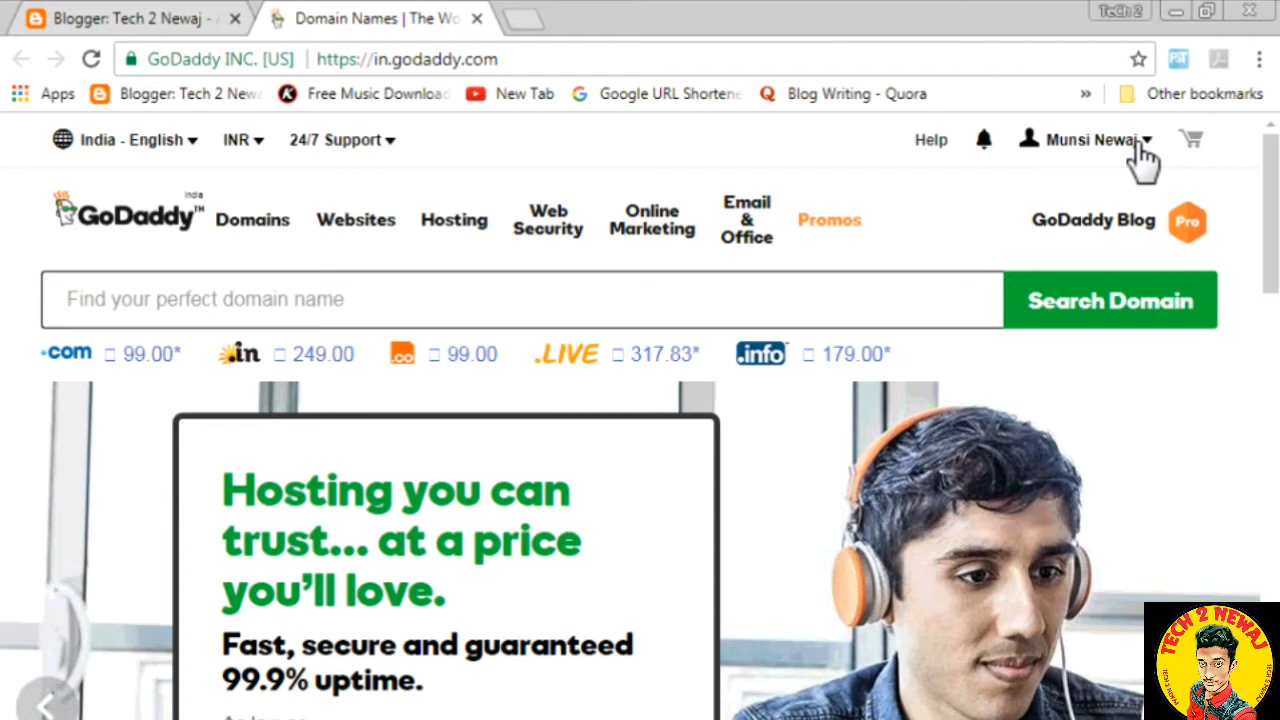 Blogger: Tech 2 Newaj -
Domain Names | The Wo
TeCh 2
GoDaddy INC. [US]
https://in.godaddy.com
Apps
Blogger: Tech 2 Newa
Free Music Download
New Tab
Google URL Shortene
Blog Writing - Quora
»
Other bookmarks
India - English
INR
24/7 Support
Help
Munsi Newaj
India
GoDaddy™
Domains
Websites
Hosting
Web
Security
Online
Marketing
Email
&
Office
Promos
GoDaddy Blog
Pro
Find your perfect domain name
Search Domain
.com 99.00*
.in 249.00
.co 99.00
.LIVE 317.83*
.info 179.00*
Hosting you can
trust... at a price
you'll love.
Fast, secure and guaranteed
99.9% uptime.
TECH 2 NEWAJ